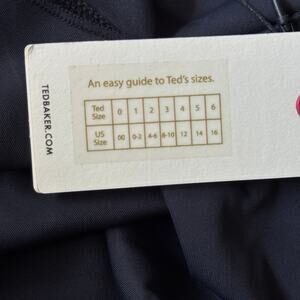 An easy guide to Ted's sizes.
Ted Size 0 1 2 3 4 5 6
US Size 00 0-2 4-6 8-10 12 14 16
TEDBAKER.COM